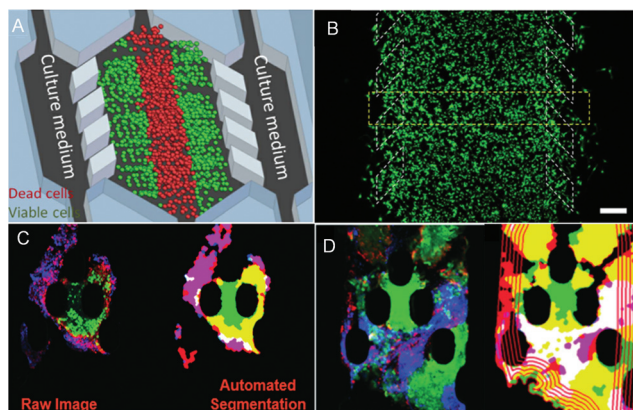 A
Culture medium
Culture medium
Dead cells
Viable cells
B
C
Raw Image
Automated
Segmentation
D